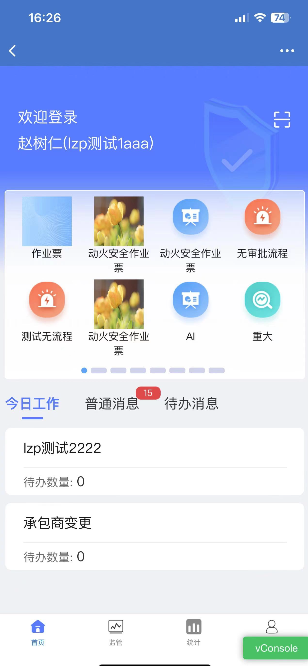 16:26
74
欢迎登录
赵树仁(lzp测试1aaa)
作业票
动火安全作业票
动火安全作业票
无审批流程
测试无流程
动火安全作业票
AI
重大
今日工作
普通消息
15
待办消息
lzp测试2222
待办数量: 0
承包商变更
待办数量: 0
首页
监管
统计
vConsole